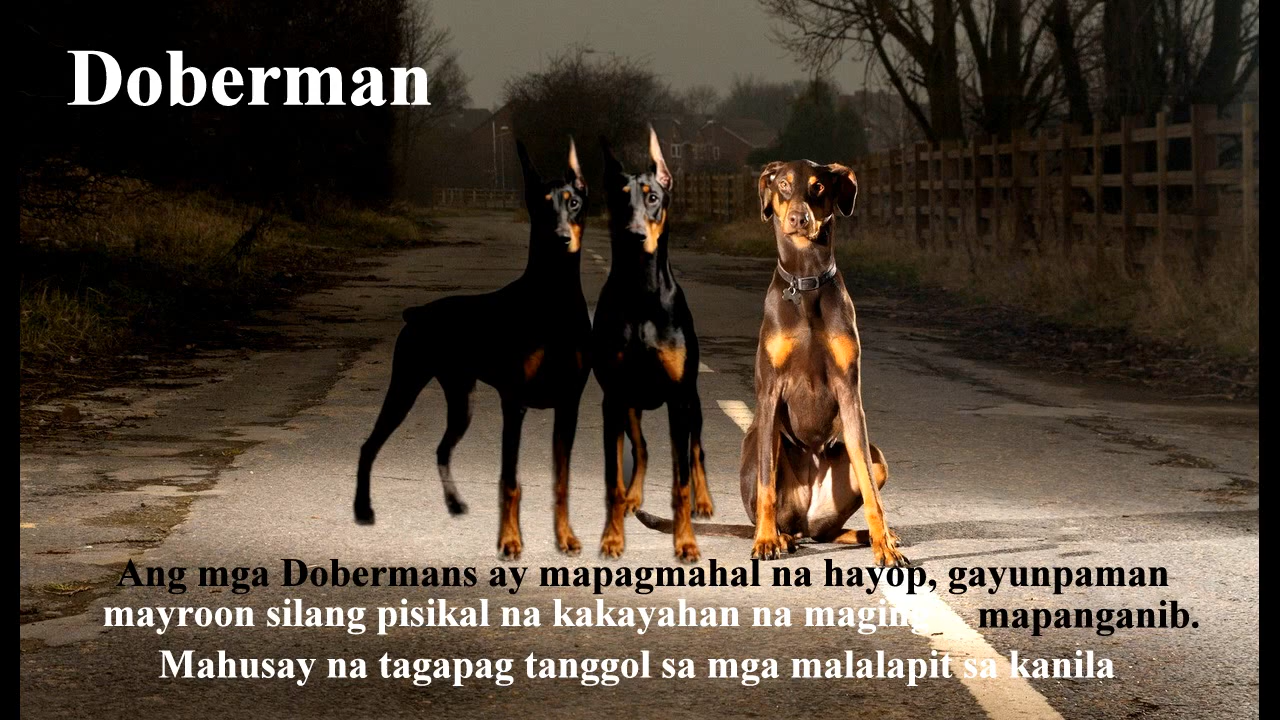 Doberman
Ang mga Dobermans ay mapagmahal na hayop, gayunpaman
mayroon silang pisikal na kakayahan na maging mapanganib.
Mahusay na tagapag tanggol sa mga malalapit sa kanila